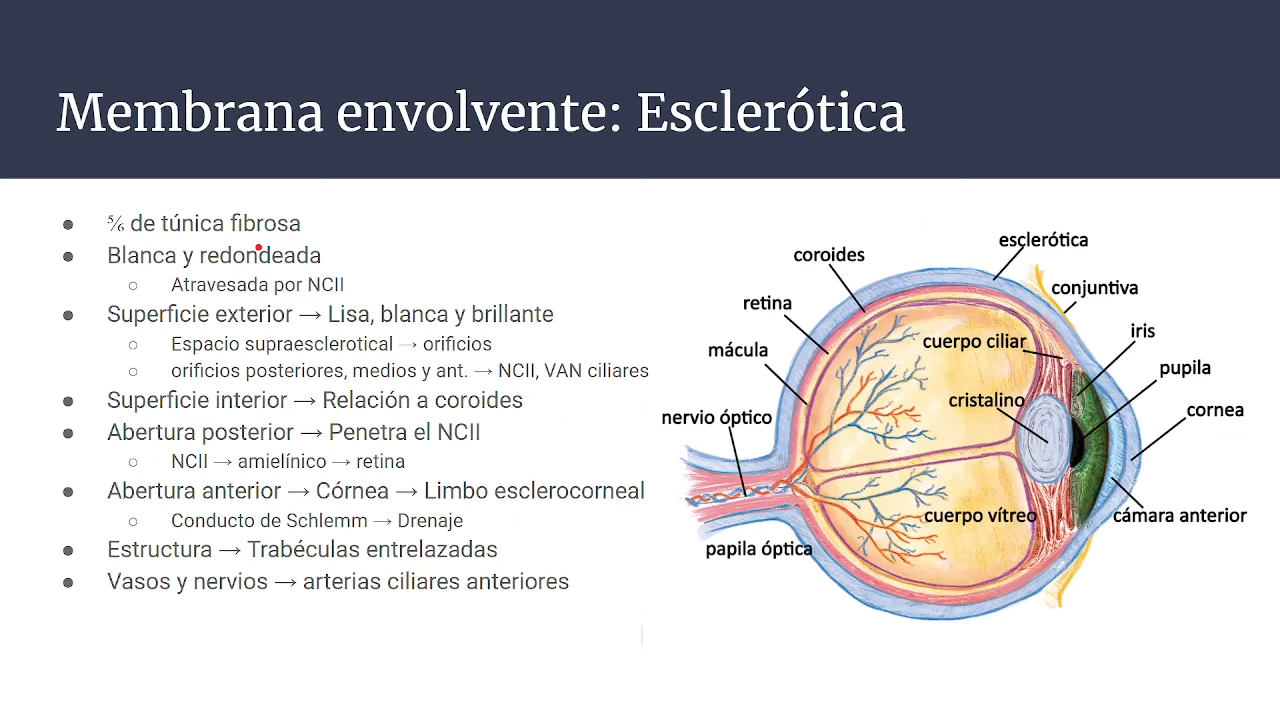 Membrana envolvente: Esclerótica
● ⅚ de túnica fibrosa
● Blanca y redondeada
○ Atravesada por NCII
● Superficie exterior → Lisa, blanca y brillante
○ Espacio supraesclerotical → orificios
○ orificios posteriores, medios y ant. → NCII, VAN ciliares
● Superficie interior → Relación a coroides
● Abertura posterior → Penetra el NCII
○ NCII → amielínico → retina
● Abertura anterior → Córnea → Limbo esclerocorneal
○ Conducto de Schlemm → Drenaje
● Estructura → Trabéculas entrelazadas
● Vasos y nervios → arterias ciliares anteriores
esclerótica
coroides
conjuntiva
retina
iris
cuerpo ciliar
mácula
pupila
cristalino
cornea
nervio óptico
cuerpo vítreo
cámara anterior
papila óptica